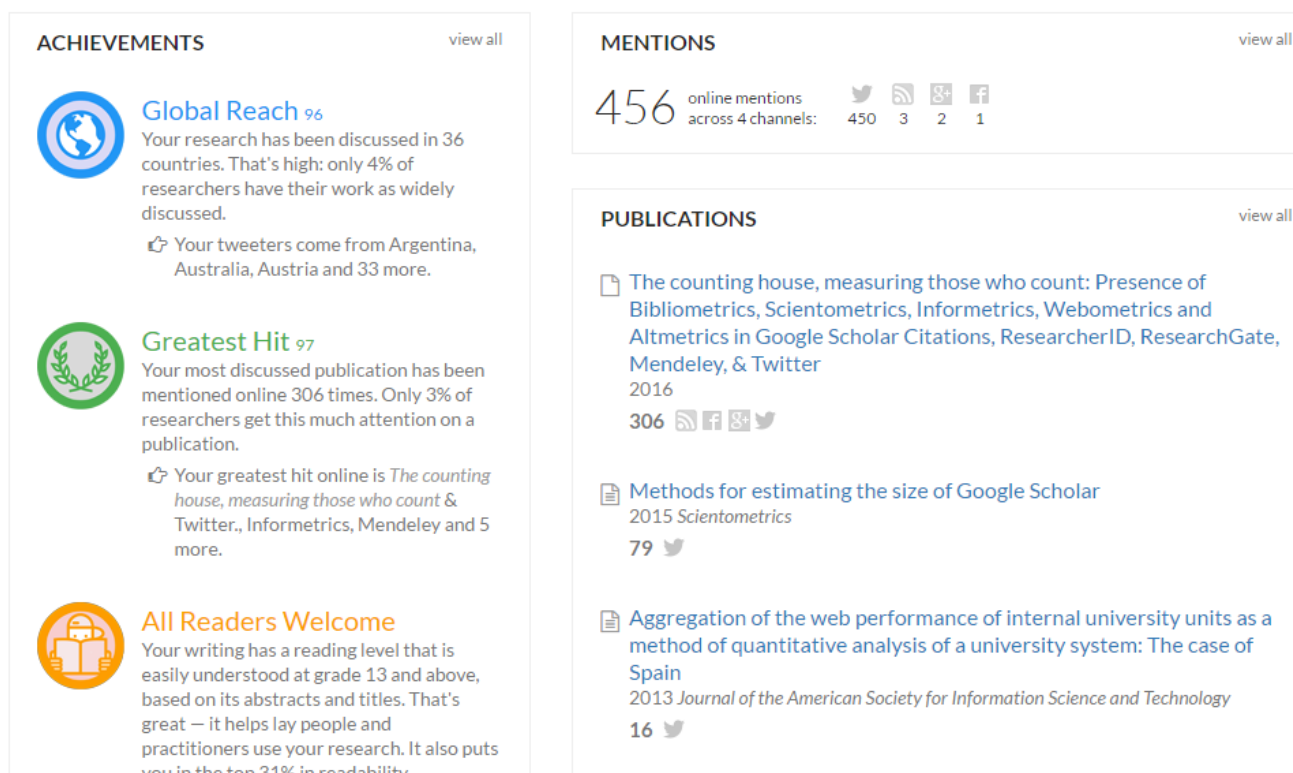 ACHIEVEMENTS
view all
Global Reach 96
Your research has been discussed in 36
countries. That's high: only 4% of
researchers have their work as widely
discussed.
Your tweeters come from Argentina,
Australia, Austria and 33 more.
Greatest Hit 97
Your most discussed publication has been
mentioned online 306 times. Only 3% of
researchers get this much attention on a
publication.
Your greatest hit online is The counting
house, measuring those who count &
Twitter., Informetrics, Mendeley and 5
more.
All Readers Welcome
Your writing has a reading level that is
easily understood at grade 13 and above,
based on its abstracts and titles. That's
great — it helps lay people and
practitioners use your research. It also puts
you in the top 31% in readability
MENTIONS
view all
456
online mentions
across 4 channels:
g+
450 3 2 1
PUBLICATIONS
view all
The counting house, measuring those who count: Presence of
Bibliometrics, Scientometrics, Informetrics, Webometrics and
Altmetrics in Google Scholar Citations, ResearcherID, ResearchGate,
Mendeley, & Twitter
2016
306
Methods for estimating the size of Google Scholar
2015 Scientometrics
79
Aggregation of the web performance of internal university units as a
method of quantitative analysis of a university system: The case of
Spain
2013 Journal of the American Society for Information Science and Technology
16